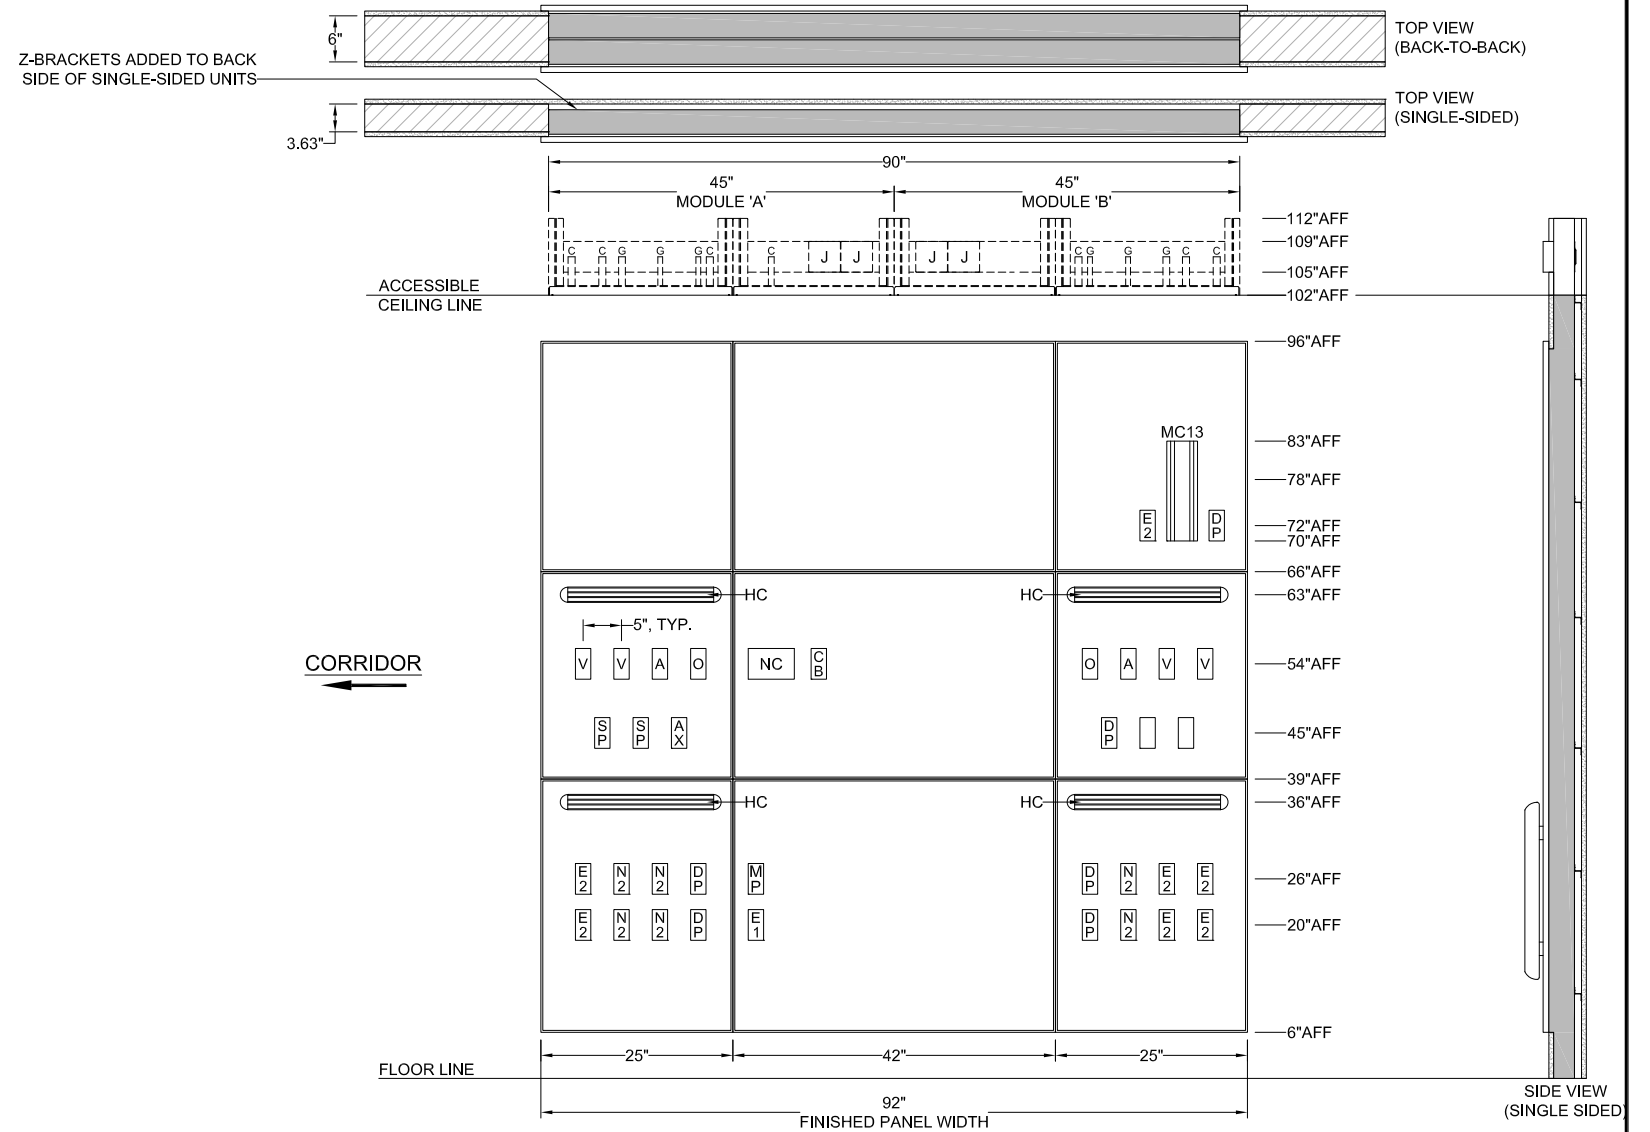 6"
TOP VIEW
(BACK-TO-BACK)
Z-BRACKETS ADDED TO BACK
SIDE OF SINGLE-SIDED UNITS
TOP VIEW
(SINGLE-SIDED)
3.63"
90"
45"
MODULE 'A'
45"
MODULE 'B'
112"AFF
109"AFF
C C G G G C C J J J J C G G G C C
105"AFF
ACCESSIBLE
CEILING LINE
102"AFF
96"AFF
MC13
83"AFF
78"AFF
E2 DP
72"AFF
70"AFF
66"AFF
HC HC
63"AFF
5", TYP.
CORRIDOR
V V A O NC CB O A V V
54"AFF
SP SP AX DP
45"AFF
39"AFF
HC HC
36"AFF
E2 N2 N2 DP MP DP N2 E2 E2
26"AFF
E2 N2 N2 DP E1 DP N2 E2 E2
20"AFF
6"AFF
25" 42" 25"
FLOOR LINE
92"
FINISHED PANEL WIDTH
SIDE VIEW
(SINGLE SIDED)